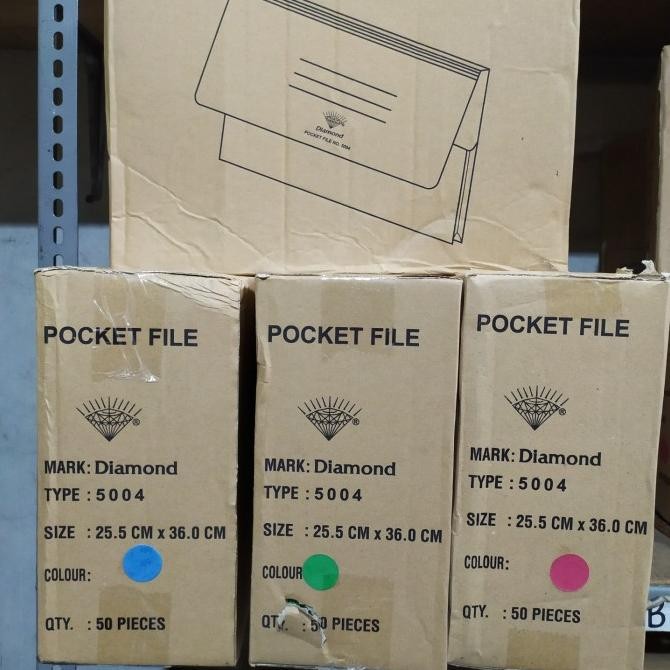 Diamond
POCKET FILE NO. 5004
POCKET FILE
®
MARK: Diamond
TYPE : 5004
SIZE : 25.5 CM x 36.0 CM
COLOUR:
QTY. : 50 PIECES
POCKET FILE
®
MARK: Diamond
TYPE : 5004
SIZE : 25.5 CM x 36.0 CM
COLOUR
QTY. : 50 PIECES
POCKET FILE
®
MARK: Diamond
TYPE : 5004
SIZE : 25.5 CM x 36.0 CM
COLOUR:
QTY. : 50 PIECES
B